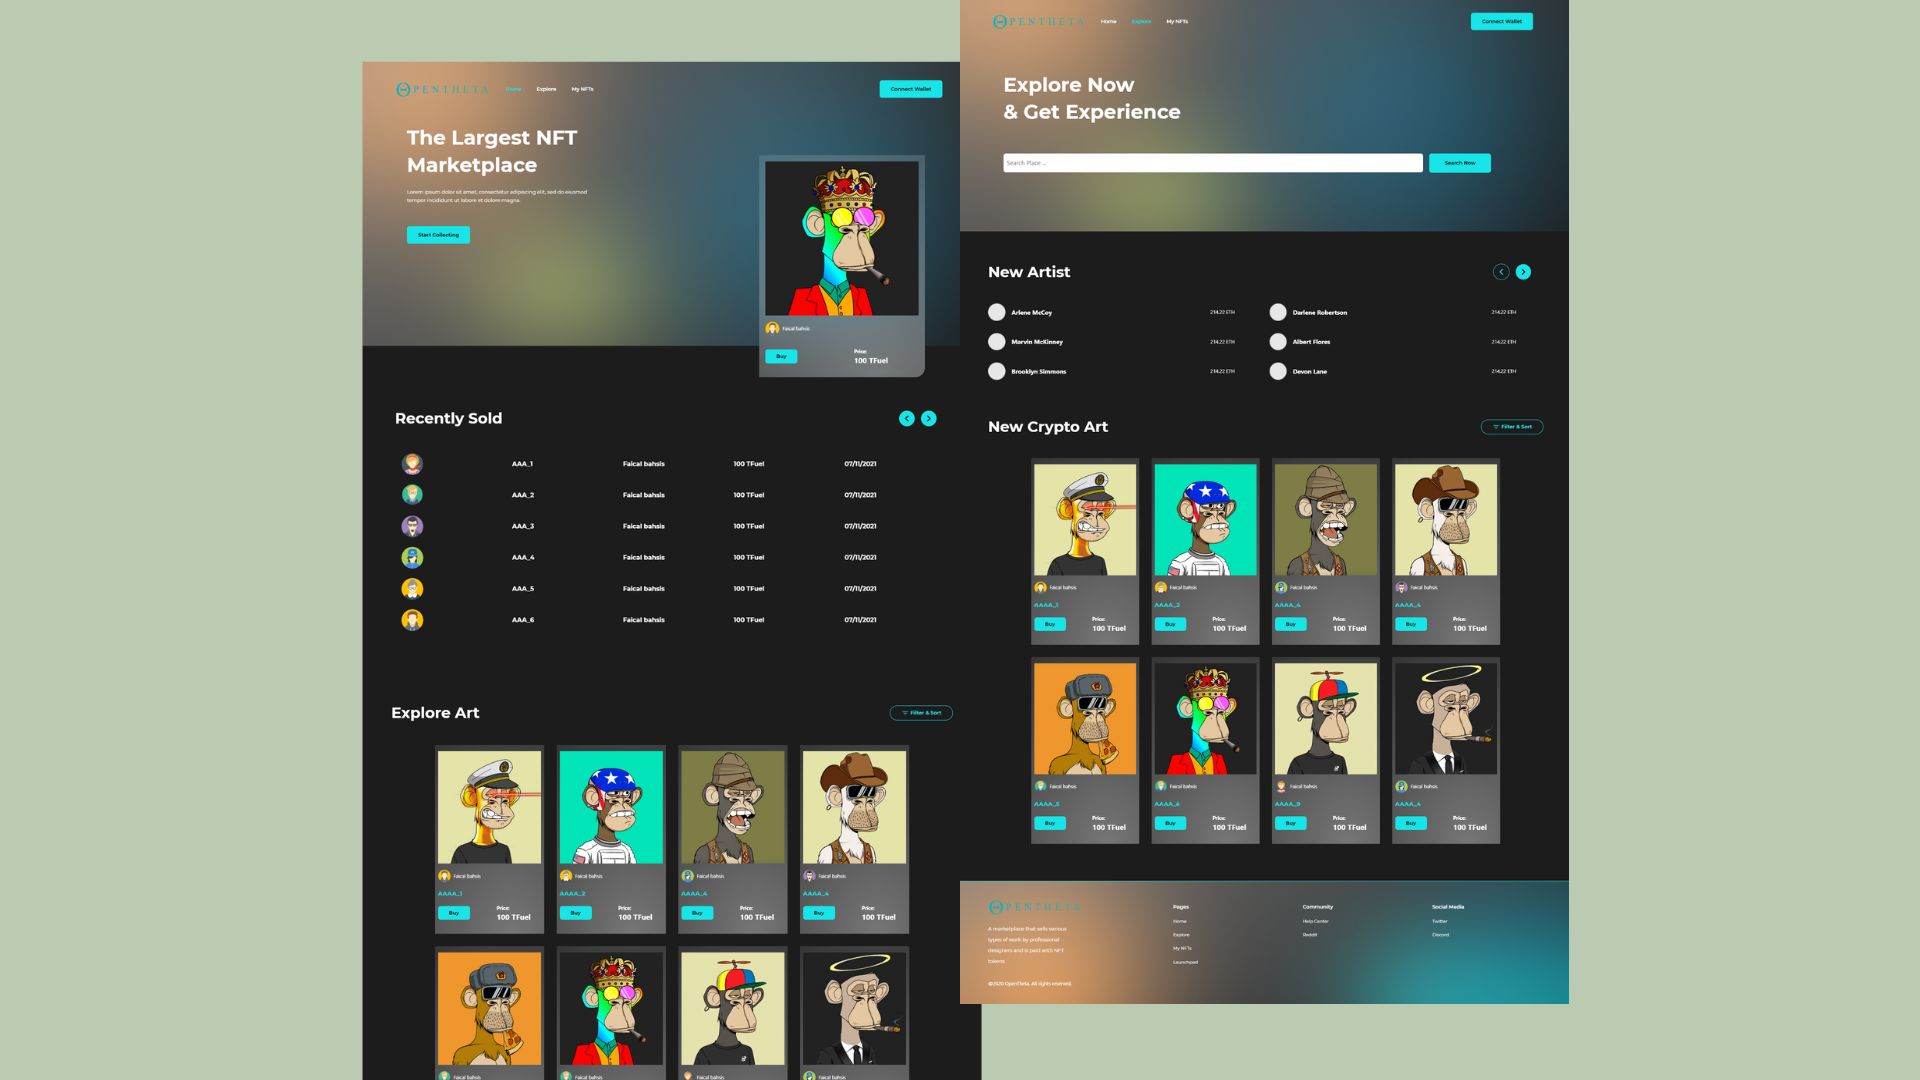 OPENTHETA
Home Explore My NFTs
Connect Wallet
The Largest NFT
Marketplace
Lorem ipsum dolor sit amet, consectetur adipiscing elit, sed do eiusmod
tempor incididunt ut labore et dolore magna.
Start Collecting
Faical bahsis
Buy
Price:
100 TFuel
Recently Sold
AAA_1 Faical bahsis 100 TFuel 07/11/2021
AAA_2 Faical bahsis 100 TFuel 07/11/2021
AAA_3 Faical bahsis 100 TFuel 07/11/2021
AAA_4 Faical bahsis 100 TFuel 07/11/2021
AAA_5 Faical bahsis 100 TFuel 07/11/2021
AAA_6 Faical bahsis 100 TFuel 07/11/2021
Explore Art
Filter & Sort
Faical bahsis Faical bahsis Faical bahsis Faical bahsis
AAAA_1 AAAA_2 AAAA_4 AAAA_4
Price: Price: Price: Price:
Buy 100 TFuel Buy 100 TFuel Buy 100 TFuel Buy 100 TFuel
Faical bahsis Faical bahsis Faical bahsis Faical bahsis
OPENTHETA
Home Explore My NFTs
Connect Wallet
Explore Now
& Get Experience
Search Place ...
Search Now
New Artist
Arlene McCoy 214.22 ETH Darlene Robertson 214.22 ETH
Marvin McKinney 214.22 ETH Albert Flores 214.22 ETH
Brooklyn Simmons 214.22 ETH Devon Lane 214.22 ETH
New Crypto Art
Filter & Sort
Faical bahsis Faical bahsis Faical bahsis Faical bahsis
AAAA_1 AAAA_2 AAAA_4 AAAA_4
Price: Price: Price: Price:
Buy 100 TFuel Buy 100 TFuel Buy 100 TFuel Buy 100 TFuel
Faical bahsis Faical bahsis Faical bahsis Faical bahsis
AAAA_5 AAAA_6 AAAA_9 AAAA_4
Price: Price: Price: Price:
Buy 100 TFuel Buy 100 TFuel Buy 100 TFuel Buy 100 TFuel
OPENTHETA
A marketplace that sells various
types of work by professional
designers and is paid with NFT
tokens.
©2020 OpenTheta. All rights reserved.
Pages
Home
Explore
My NFTs
Launchpad
Community
Help Center
Reddit
Social Media
Twitter
Discord